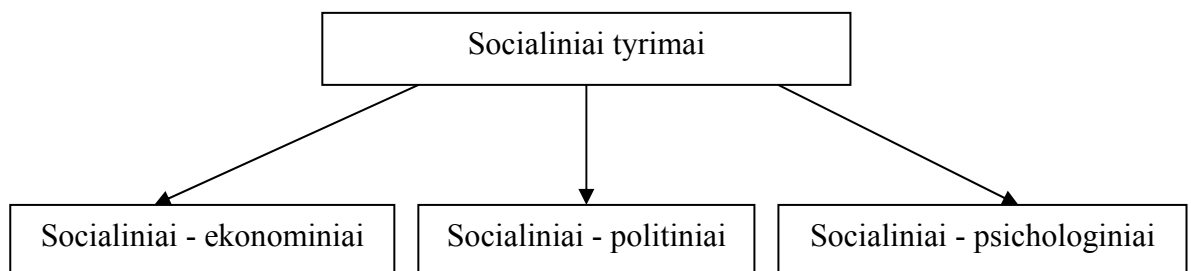 Socialiniai tyrimai
Socialiniai - ekonominiai
Socialiniai - politiniai
Socialiniai - psichologiniai